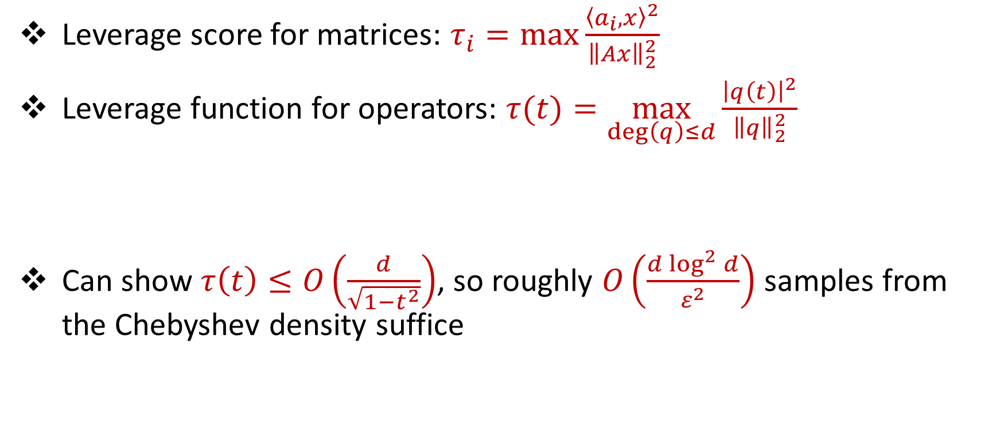 ❖ Leverage score for matrices: $\tau_i = \max \frac{\langle a_i, x \rangle^2}{\|Ax\|_2^2}$
❖ Leverage function for operators: $\tau(t) = \max_{\deg(q) \leq d} \frac{|q(t)|^2}{\|q\|_2^2}$
❖ Can show $\tau(t) \leq O\left(\frac{d}{\sqrt{1-t^2}}\right)$, so roughly $O\left(\frac{d \log^2 d}{\varepsilon^2}\right)$ samples from
the Chebyshev density suffice